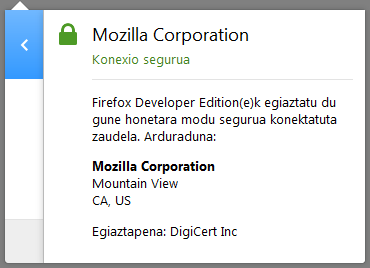 Mozilla Corporation
Konexio segurua
Firefox Developer Edition(e)k egiaztatu du
gune honetara modu segurua konektatuta
zaudela. Arduraduna:
Mozilla Corporation
Mountain View
CA, US
Egiaztapena: DigiCert Inc